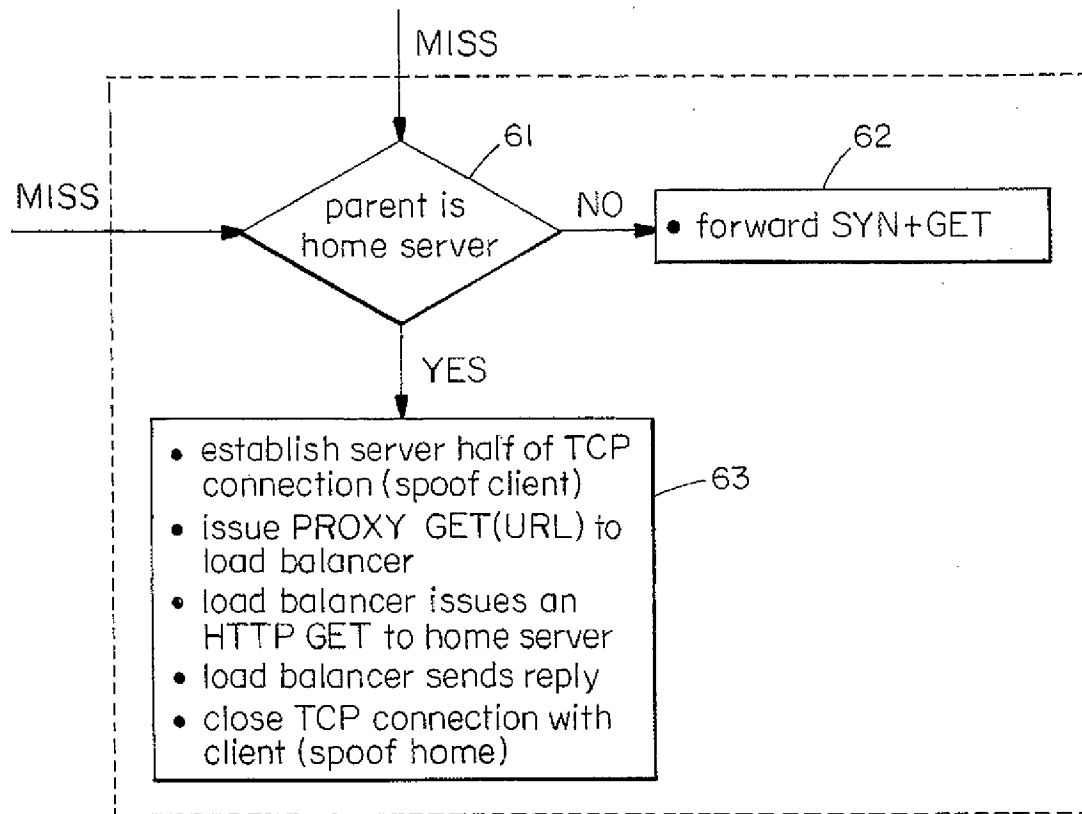 MISS
61
62
MISS
parent is
home server
NO
• forward SYN+GET
YES
• establish server half of TCP
connection (spoof client)
• issue PROXY GET(URL) to
load balancer
• load balancer issues an
HTTP GET to home server
• load balancer sends reply
• close TCP connection with
client (spoof home)
63